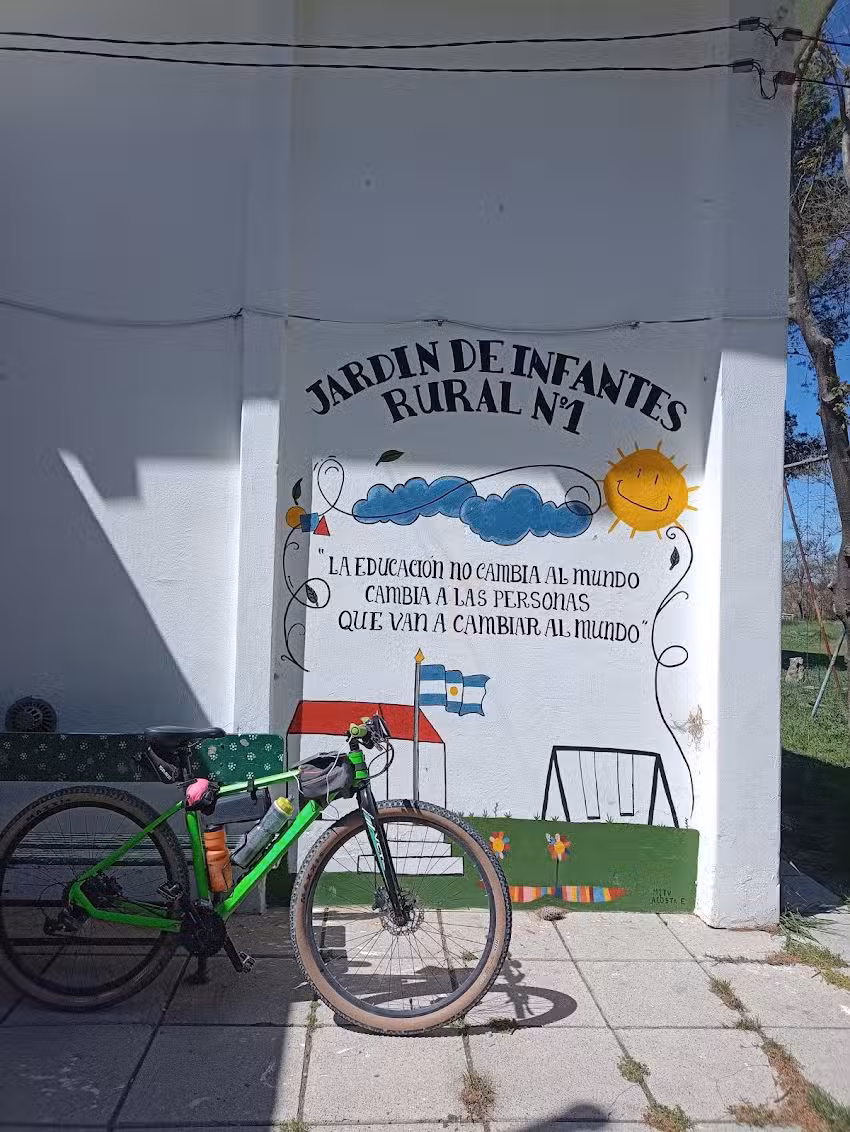 JARDIN DE INFANTES
RURAL Nº1
"LA EDUCACIÓN NO CAMBIA AL MUNDO
CAMBIA A LAS PERSONAS
QUE VAN A CAMBIAR AL MUNDO"